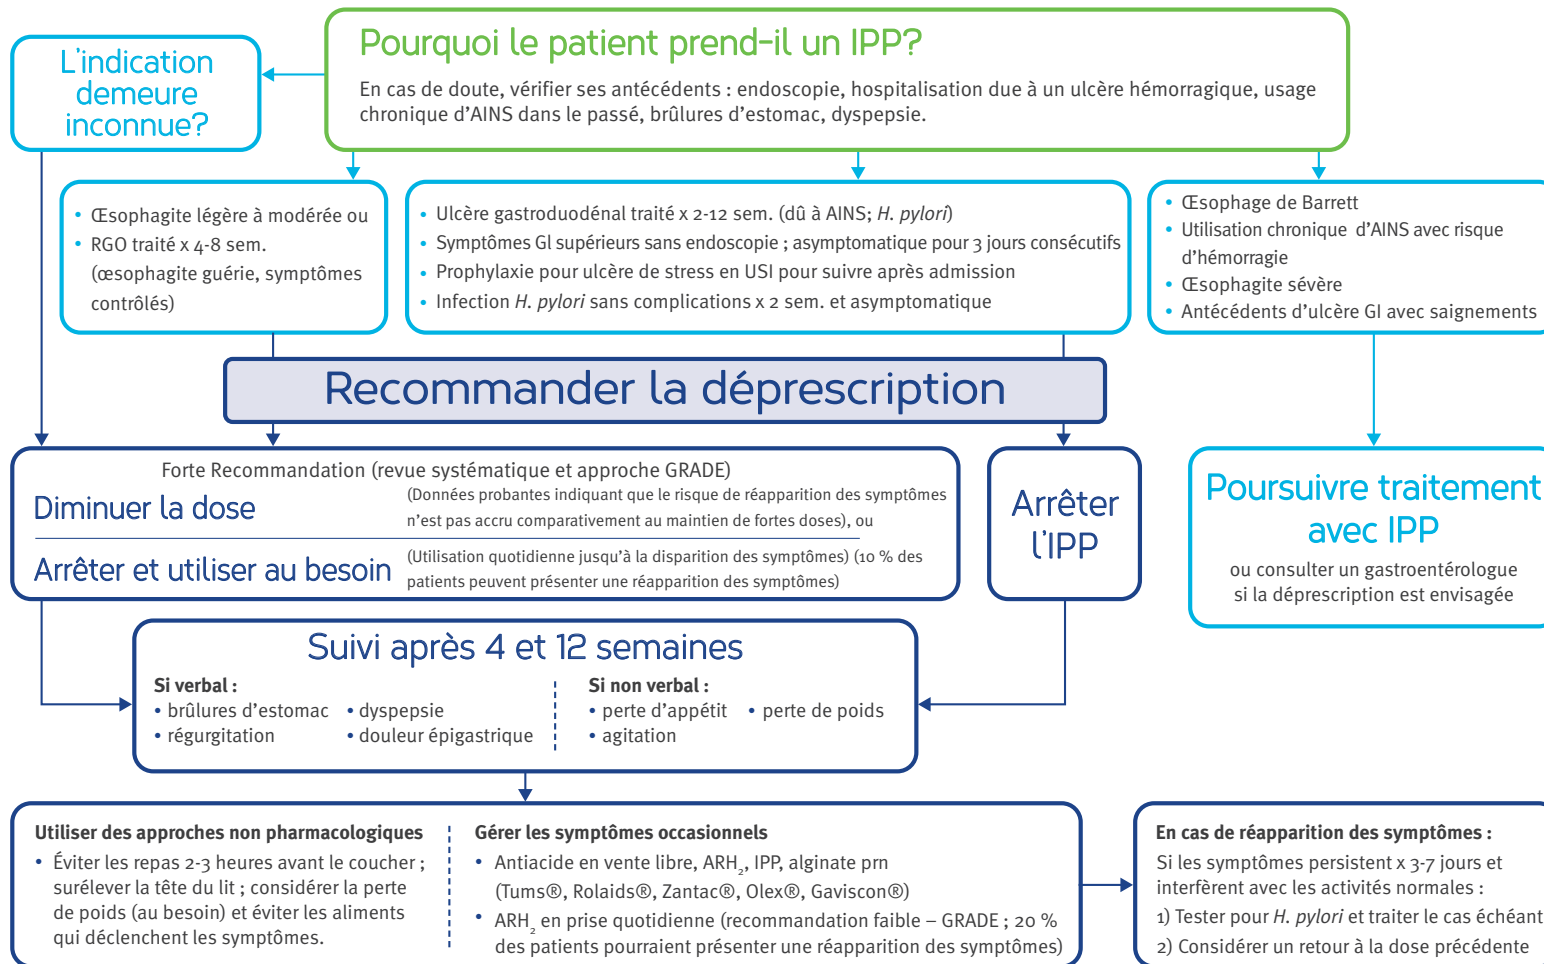 L'indication
demeure
inconnue?
Pourquoi le patient prend-il un IPP?
En cas de doute, vérifier ses antécédents : endoscopie, hospitalisation due à un ulcère hémorragique, usage
chronique d’AINS dans le passé, brûlures d’estomac, dyspepsie.
• Œsophagite légère à modérée ou
• RGO traité x 4-8 sem.
(œsophagite guérie, symptômes
contrôlés)
• Ulcère gastroduodénal traité x 2-12 sem. (dû à AINS; H. pylori)
• Symptômes GI supérieurs sans endoscopie ; asymptomatique pour 3 jours consécutifs
• Prophylaxie pour ulcère de stress en USI pour suivre après admission
• Infection H. pylori sans complications x 2 sem. et asymptomatique
• Œsophage de Barrett
• Utilisation chronique d’AINS avec risque
d’hémorragie
• Œsophagite sévère
• Antécédents d’ulcère GI avec saignements
Recommander la déprescription
Forte Recommandation (revue systématique et approche GRADE)
Diminuer la dose
(Données probantes indiquant que le risque de réapparition des symptômes
n’est pas accru comparativement au maintien de fortes doses), ou
Arrêter et utiliser au besoin
(Utilisation quotidienne jusqu’à la disparition des symptômes) (10 % des
patients peuvent présenter une réapparition des symptômes)
Arrêter
l'IPP
Poursuivre traitement
avec IPP
ou consulter un gastroentérologue
si la déprescription est envisagée
Suivi après 4 et 12 semaines
Si verbal :
• brûlures d’estomac • dyspepsie
• régurgitation • douleur épigastrique
Si non verbal :
• perte d’appétit • perte de poids
• agitation
Utiliser des approches non pharmacologiques
• Éviter les repas 2-3 heures avant le coucher ;
surélever la tête du lit ; considérer la perte
de poids (au besoin) et éviter les aliments
qui déclenchent les symptômes.
Gérer les symptômes occasionnels
• Antiacide en vente libre, ARH₂, IPP, alginate prn
(Tums®, Rolaids®, Zantac®, Olex®, Gaviscon®)
• ARH₂ en prise quotidienne (recommandation faible – GRADE ; 20 %
des patients pourraient présenter une réapparition des symptômes)
En cas de réapparition des symptômes :
Si les symptômes persistent x 3-7 jours et
interfèrent avec les activités normales :
1) Tester pour H. pylori et traiter le cas échéant
2) Considérer un retour à la dose précédente